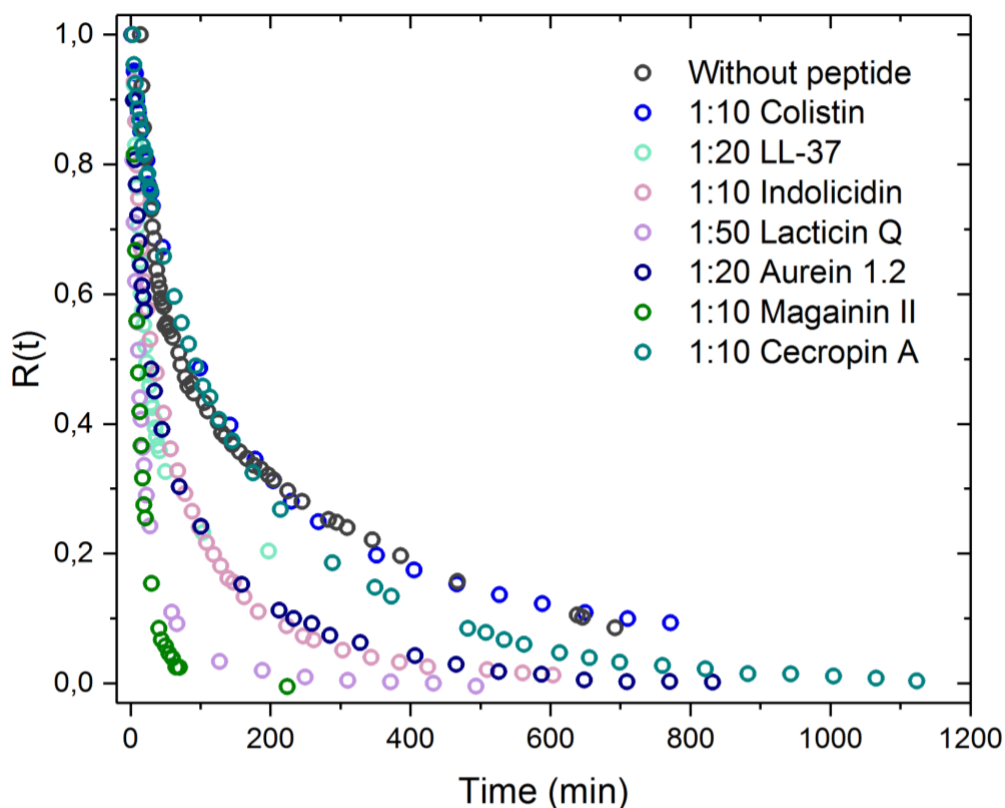 1,0
0,8
0,6
0,4
0,2
0,0
R(t)
Without peptide
1:10 Colistin
1:20 LL-37
1:10 Indolicidin
1:50 Lacticin Q
1:20 Aurein 1.2
1:10 Magainin II
1:10 Cecropin A
0 200 400 600 800 1000 1200
Time (min)